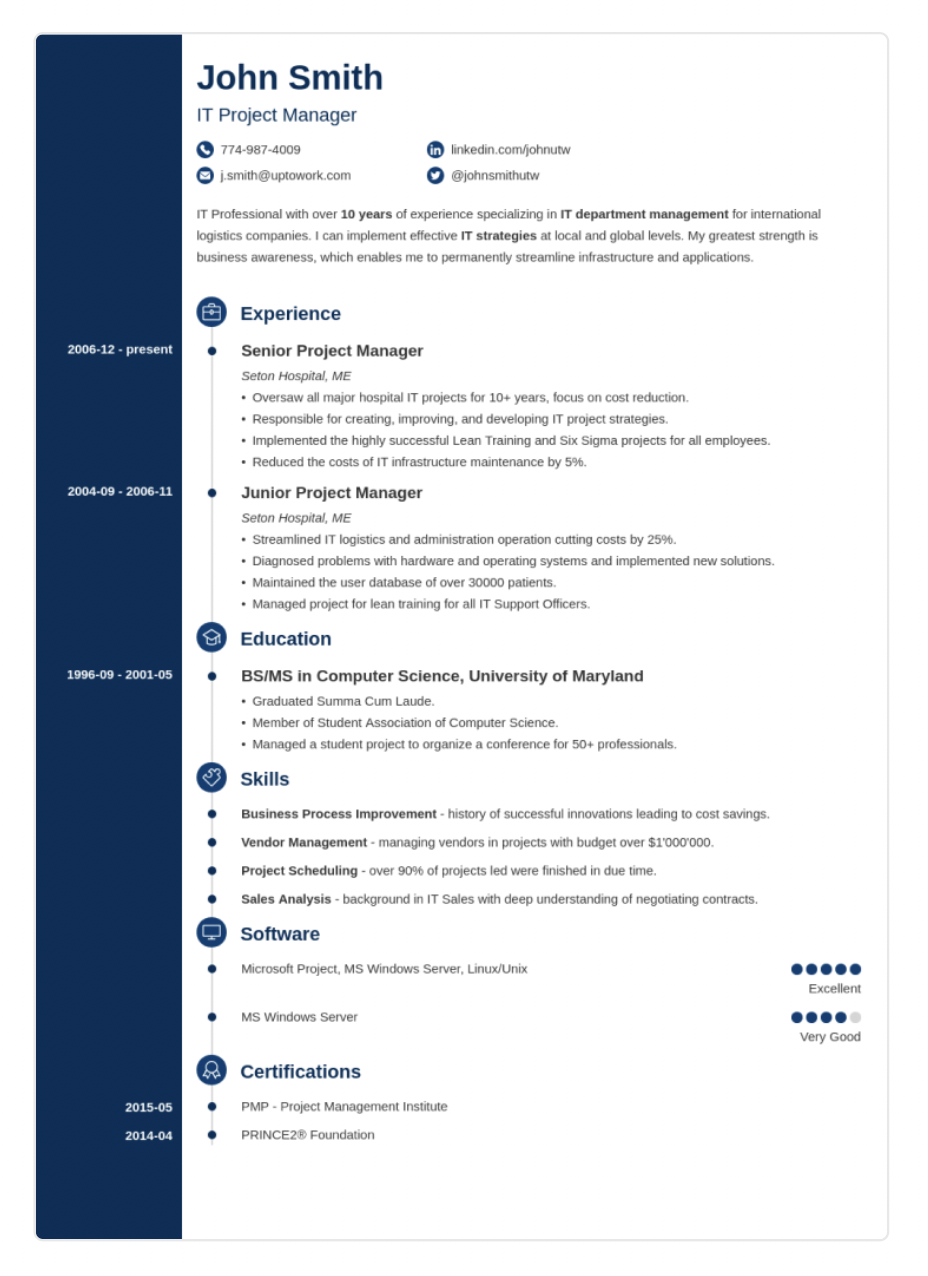 John Smith
IT Project Manager
774-987-4009
linkedin.com/johnutw
j.smith@uptowork.com
@johnsmithutw
IT Professional with over 10 years of experience specializing in IT department management for international
logistics companies. I can implement effective IT strategies at local and global levels. My greatest strength is
business awareness, which enables me to permanently streamline infrastructure and applications.
Experience
2006-12 - present
Senior Project Manager
Seton Hospital, ME
• Oversaw all major hospital IT projects for 10+ years, focus on cost reduction.
• Responsible for creating, improving, and developing IT project strategies.
• Implemented the highly successful Lean Training and Six Sigma projects for all employees.
• Reduced the costs of IT infrastructure maintenance by 5%.
2004-09 - 2006-11
Junior Project Manager
Seton Hospital, ME
• Streamlined IT logistics and administration operation cutting costs by 25%.
• Diagnosed problems with hardware and operating systems and implemented new solutions.
• Maintained the user database of over 30000 patients.
• Managed project for lean training for all IT Support Officers.
Education
1996-09 - 2001-05
BS/MS in Computer Science, University of Maryland
• Graduated Summa Cum Laude.
• Member of Student Association of Computer Science.
• Managed a student project to organize a conference for 50+ professionals.
Skills
Business Process Improvement - history of successful innovations leading to cost savings.
Vendor Management - managing vendors in projects with budget over $1'000'000.
Project Scheduling - over 90% of projects led were finished in due time.
Sales Analysis - background in IT Sales with deep understanding of negotiating contracts.
Software
Microsoft Project, MS Windows Server, Linux/Unix
Excellent
MS Windows Server
Very Good
Certifications
2015-05
PMP - Project Management Institute
2014-04
PRINCE2® Foundation